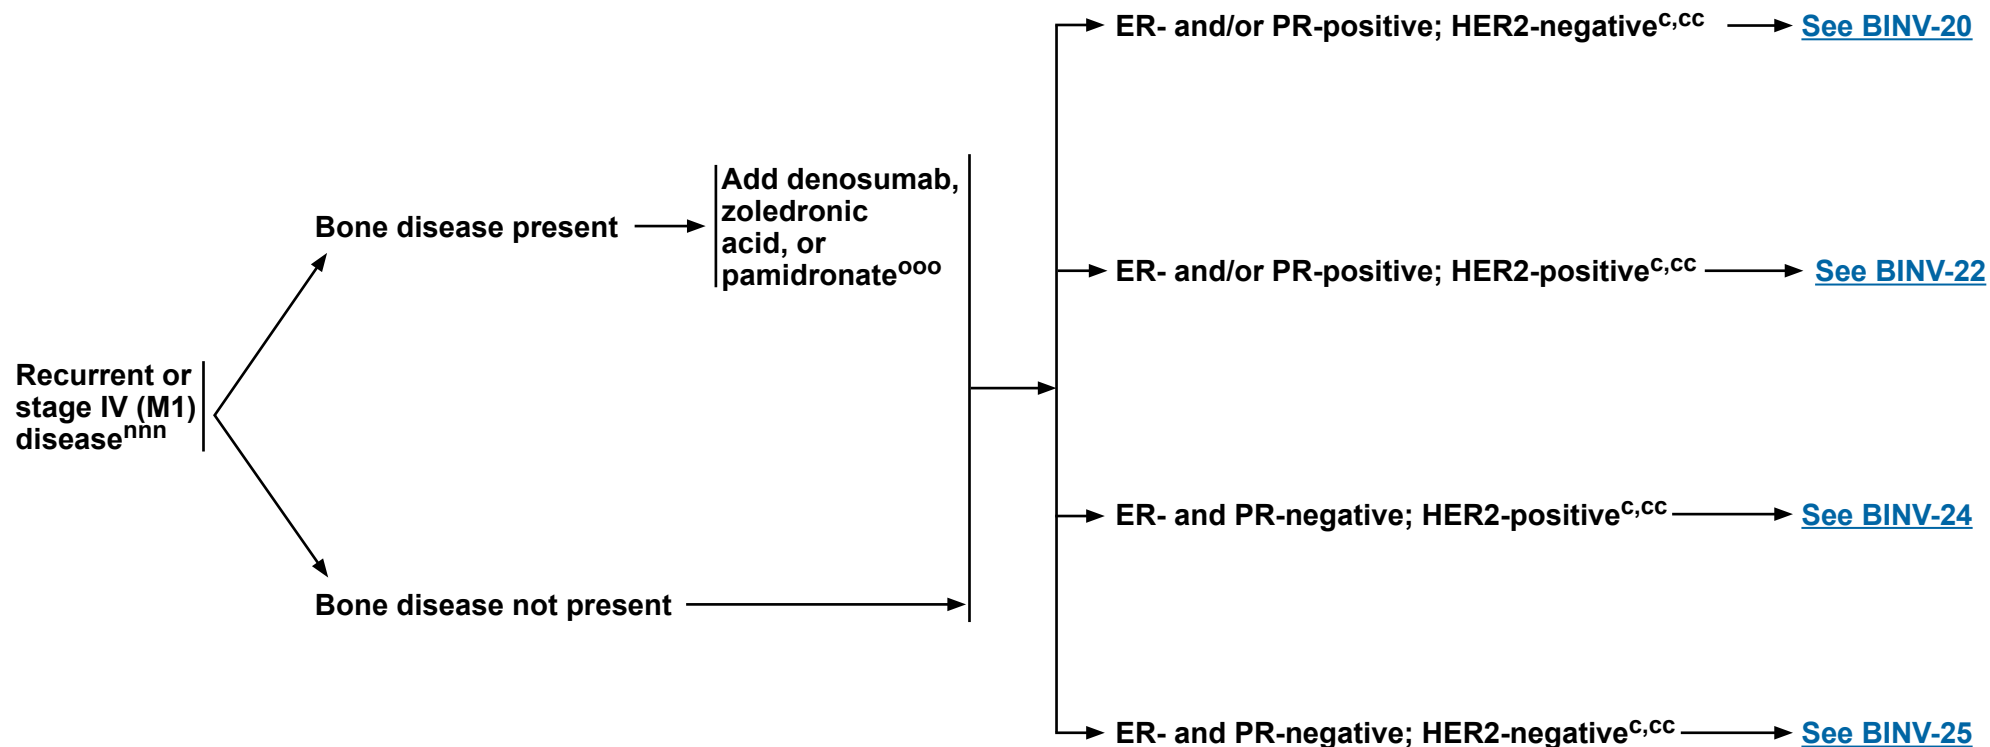 Recurrent or
stage IV (M1)
diseaseⁿⁿⁿ
Bone disease present
Add denosumab,
zoledronic
acid, or
pamidronateᵒᵒᵒ
Bone disease not present
ER- and/or PR-positive; HER2-negativeᶜ,ᶜᶜ
See BINV-20
ER- and/or PR-positive; HER2-positiveᶜ,ᶜᶜ
See BINV-22
ER- and PR-negative; HER2-positiveᶜ,ᶜᶜ
See BINV-24
ER- and PR-negative; HER2-negativeᶜ,ᶜᶜ
See BINV-25